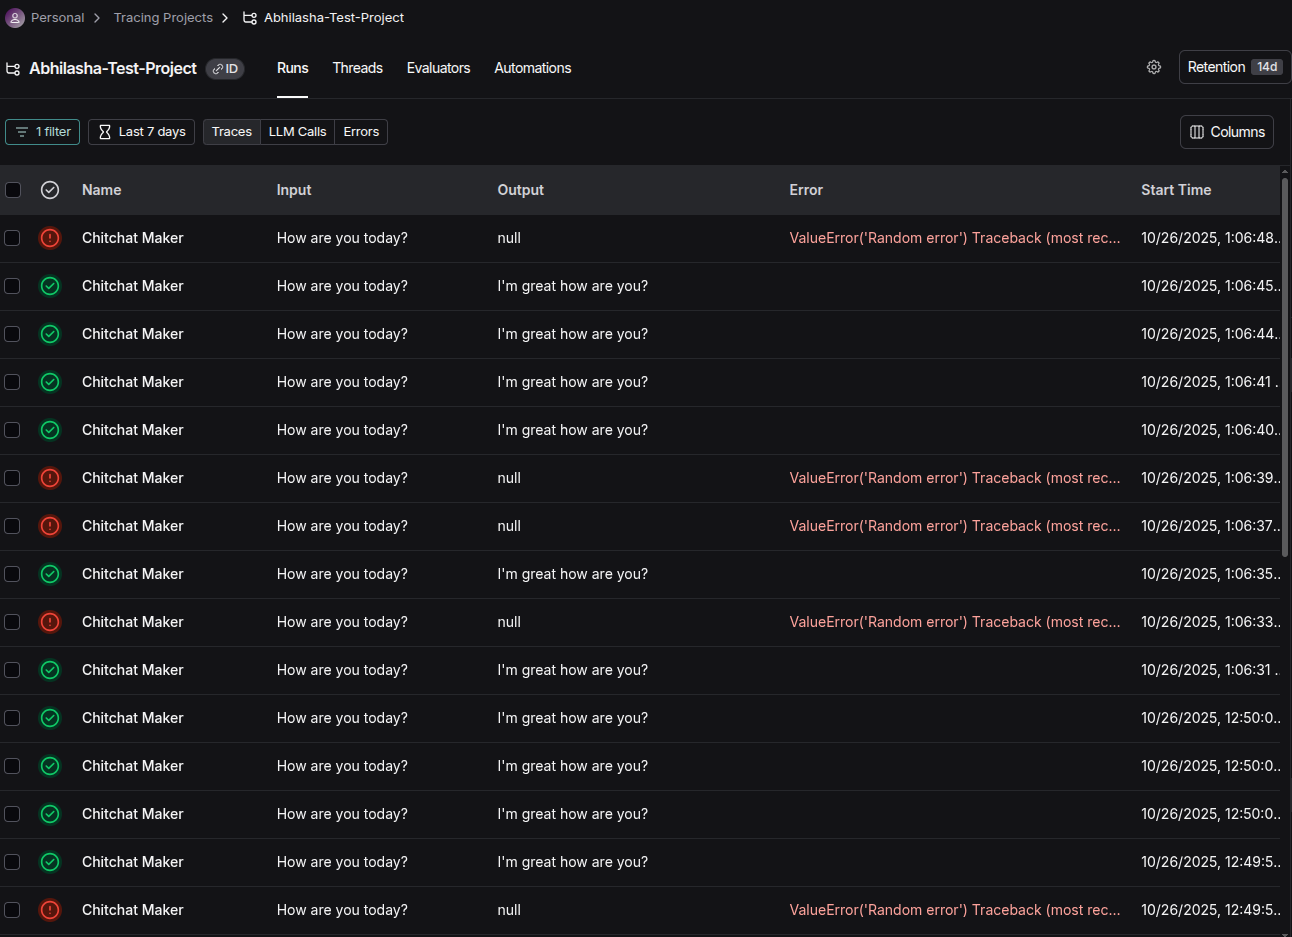 Personal > Tracing Projects > Abhilasha-Test-Project
Abhilasha-Test-Project ID Runs Threads Evaluators Automations Retention 14d
1 filter Last 7 days Traces LLM Calls Errors Columns
Name Input Output Error Start Time
Chitchat Maker How are you today? null ValueError('Random error') Traceback (most rec... 10/26/2025, 1:06:48..
Chitchat Maker How are you today? I'm great how are you? 10/26/2025, 1:06:45..
Chitchat Maker How are you today? I'm great how are you? 10/26/2025, 1:06:44..
Chitchat Maker How are you today? I'm great how are you? 10/26/2025, 1:06:41 .
Chitchat Maker How are you today? I'm great how are you? 10/26/2025, 1:06:40..
Chitchat Maker How are you today? null ValueError('Random error') Traceback (most rec... 10/26/2025, 1:06:39..
Chitchat Maker How are you today? null ValueError('Random error') Traceback (most rec... 10/26/2025, 1:06:37..
Chitchat Maker How are you today? I'm great how are you? 10/26/2025, 1:06:35..
Chitchat Maker How are you today? null ValueError('Random error') Traceback (most rec... 10/26/2025, 1:06:33..
Chitchat Maker How are you today? I'm great how are you? 10/26/2025, 1:06:31 .
Chitchat Maker How are you today? I'm great how are you? 10/26/2025, 12:50:0..
Chitchat Maker How are you today? I'm great how are you? 10/26/2025, 12:50:0..
Chitchat Maker How are you today? I'm great how are you? 10/26/2025, 12:50:0..
Chitchat Maker How are you today? I'm great how are you? 10/26/2025, 12:49:5..
Chitchat Maker How are you today? null ValueError('Random error') Traceback (most rec... 10/26/2025, 12:49:5..